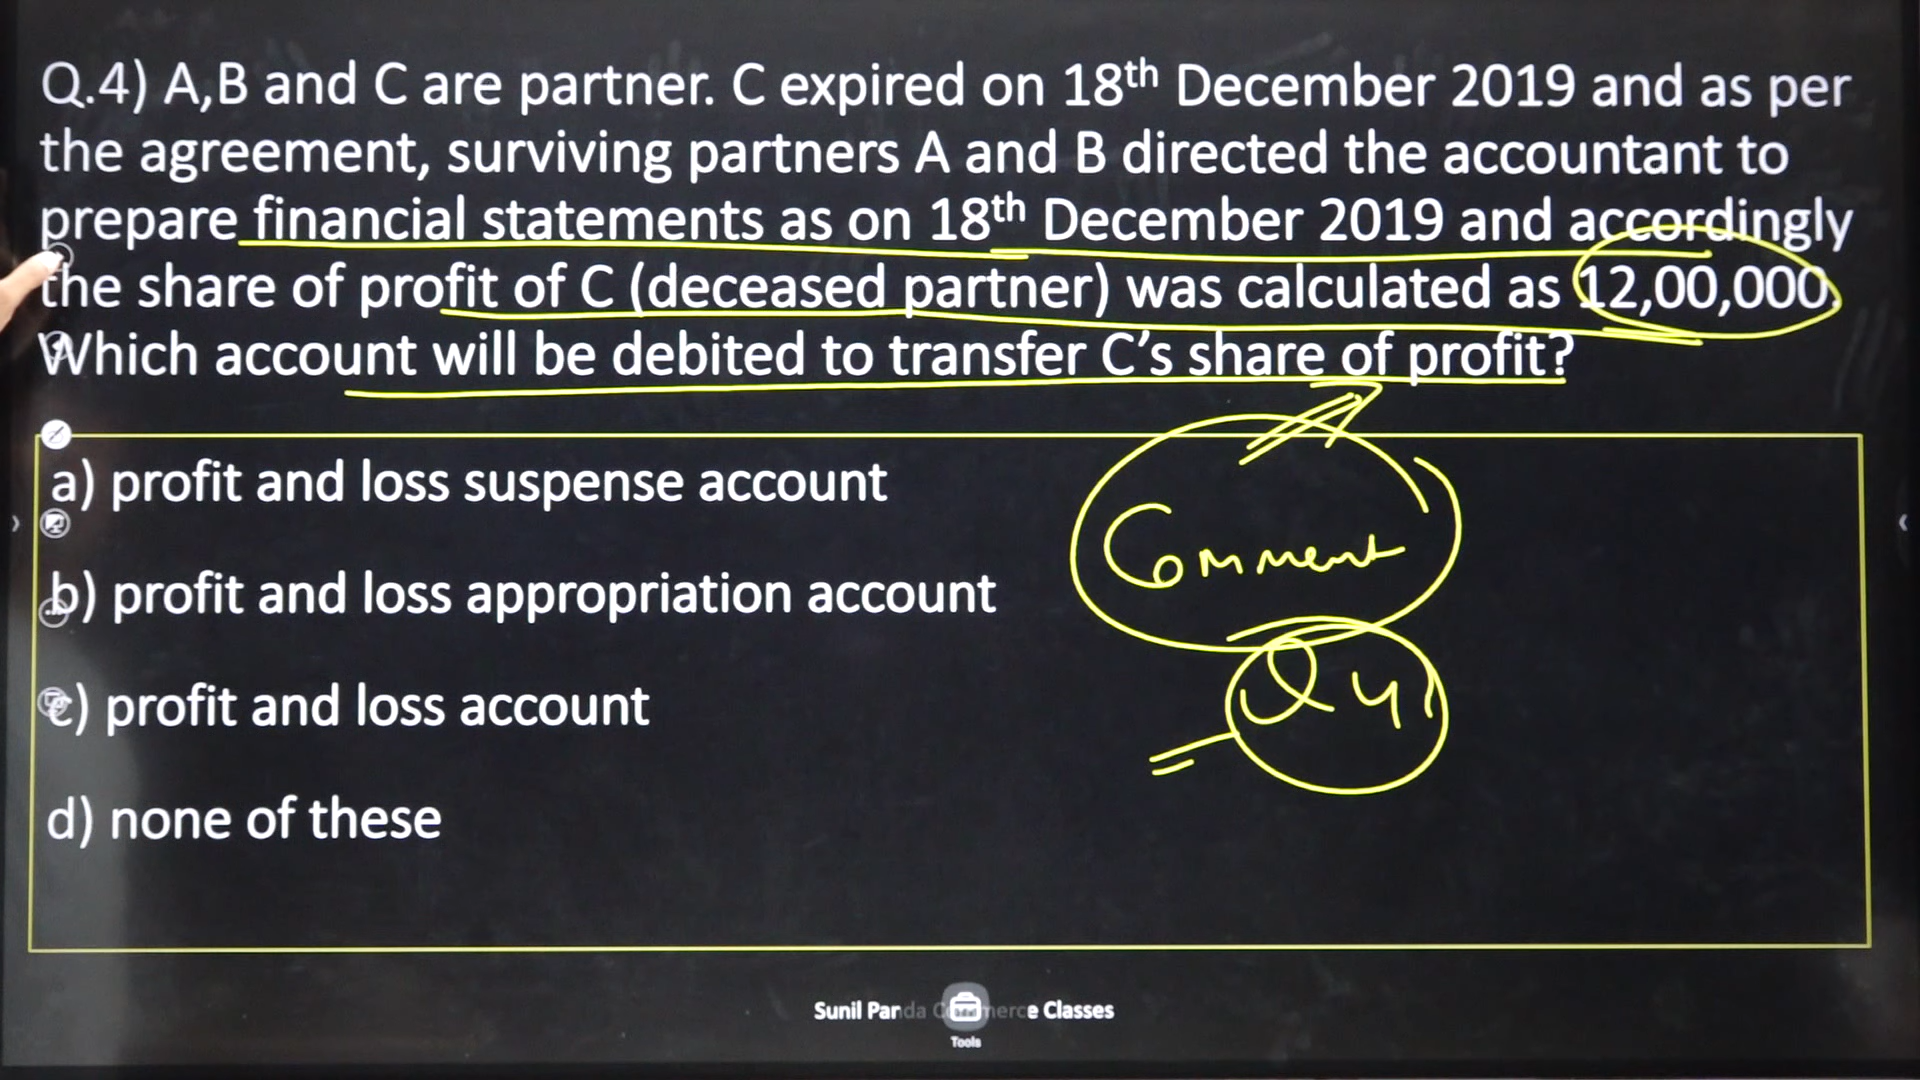 Q.4) A,B and C are partner. C expired on 18th December 2019 and as per
the agreement, surviving partners A and B directed the accountant to
prepare financial statements as on 18th December 2019 and accordingly
the share of profit of C (deceased partner) was calculated as 12,00,000.
Which account will be debited to transfer C's share of profit?
a) profit and loss suspense account
b) profit and loss appropriation account
c) profit and loss account
d) none of these
Comment
Q4
Sunil Panda Commerce Classes
Tools